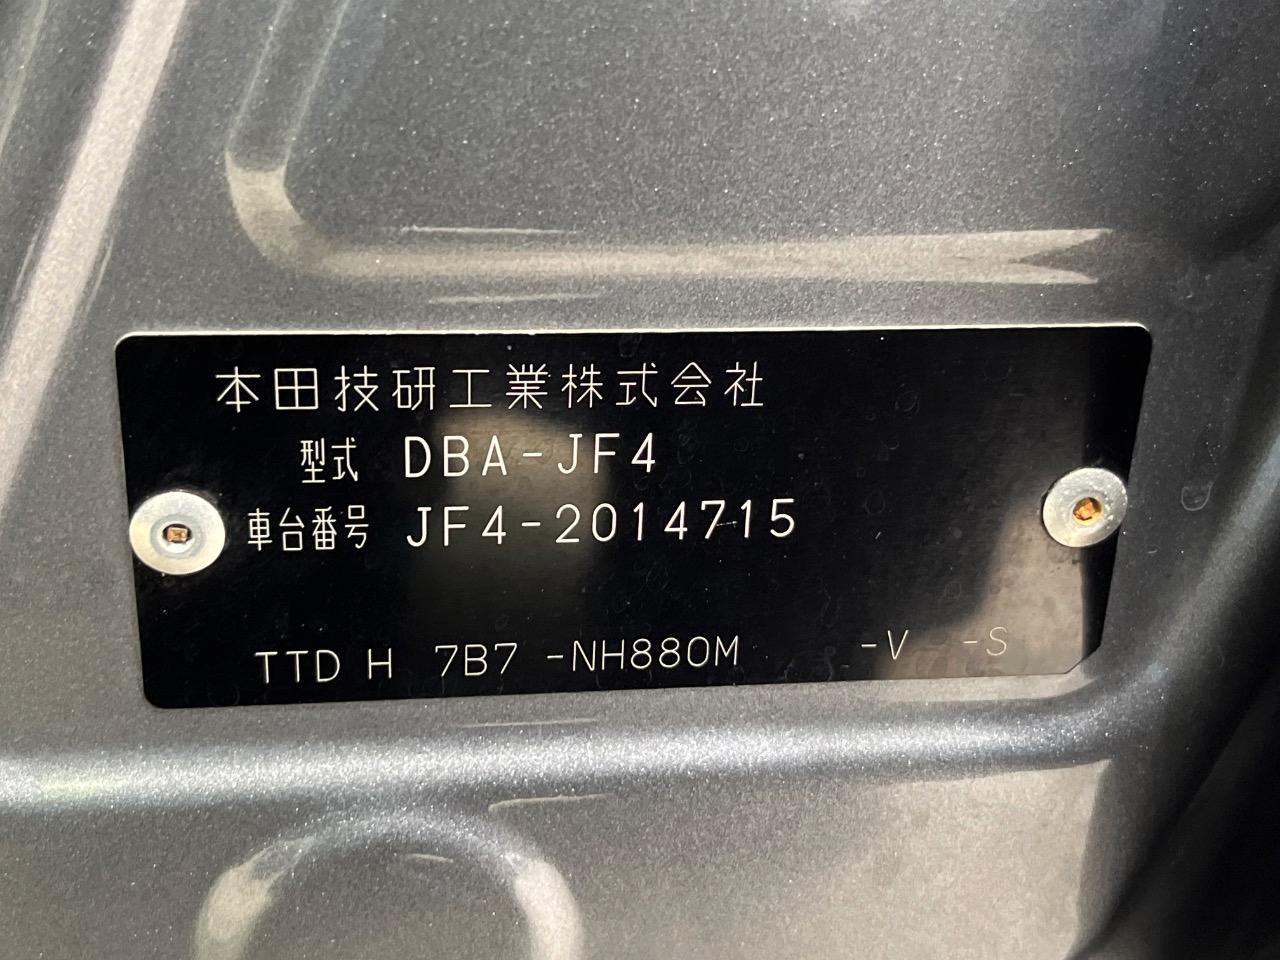 本田技研工業株式会社
型式 DBA-JF4
車台番号 JF4-2014715
TTD H 7B7 -NH880M -V -S